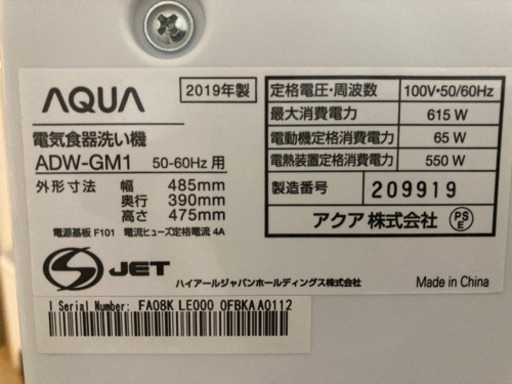 AQUA
2019年製
電気食器洗い機
ADW-GM1 50-60Hz 用
外形寸法 幅 485mm
奥行 390mm
高さ 475mm
電源基板 F101 電流ヒューズ定格電流 4A
定格電圧・周波数 100V・50/60Hz
最大消費電力 615 W
電動機定格消費電力 65 W
電熱装置定格消費電力 550 W
製造番号 209919
アクア株式会社
PS
E
S JET
ハイアールジャパンホールディングス株式会社
Made in China
I Serial Number: FA08K LE000 0FBKAA0112